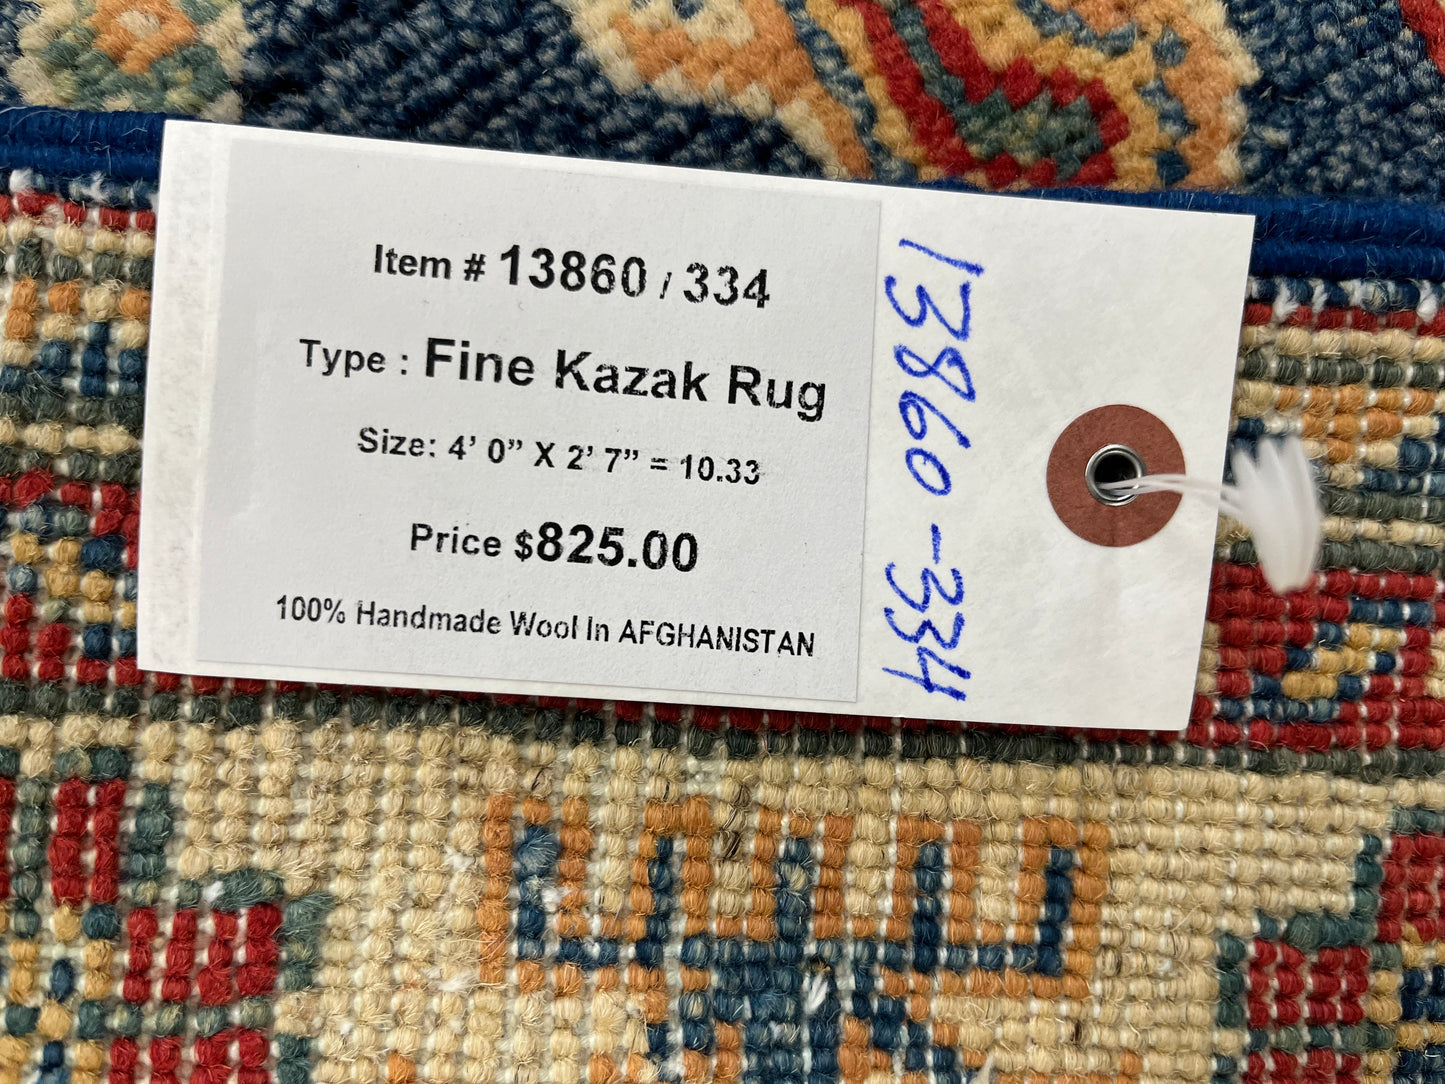 Item # 13860 / 334
Type : Fine Kazak Rug
Size: 4’ 0” X 2’ 7” = 10.33
Price $825.00
100% Handmade Wool In AFGHANISTAN
13860-334